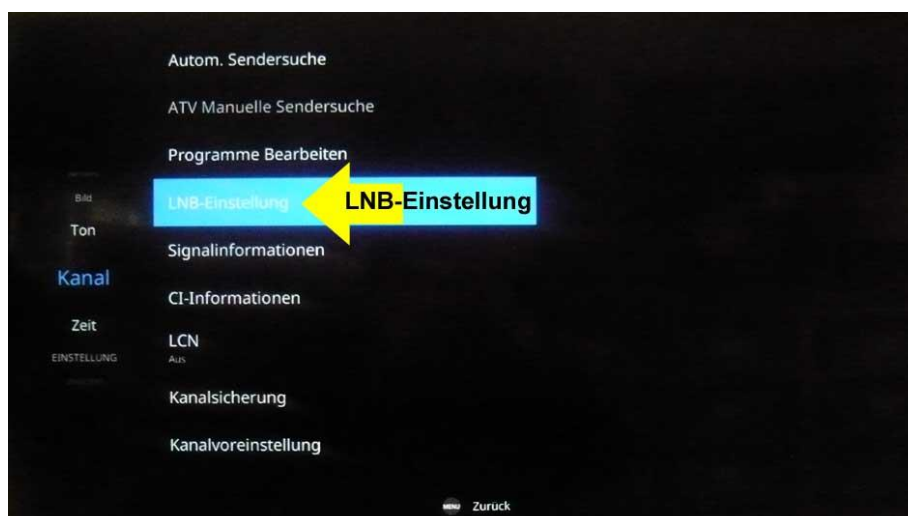 Autom. Sendersuche
ATV Manuelle Sendersuche
Programme Bearbeiten
LNB-Einstellung
LNB-Einstellung
Signalinformationen
CI-Informationen
LCN
Aus
Kanalsicherung
Kanalvoreinstellung
Bild
Ton
Kanal
Zeit
EINSTELLUNG
MENU Zurück